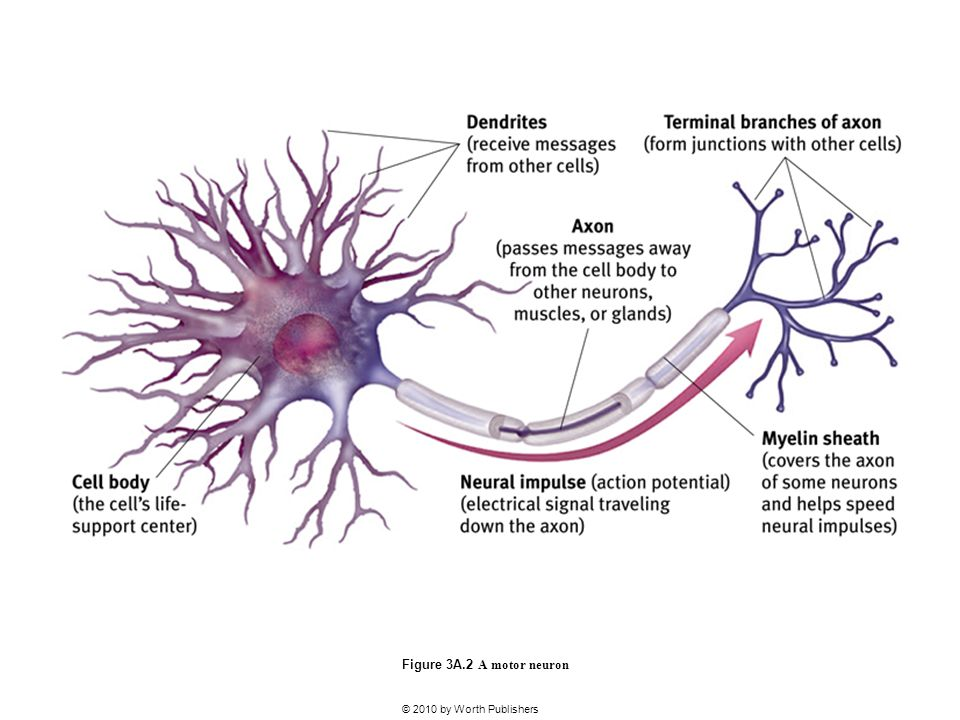 Dendrites
(receive messages
from other cells)
Terminal branches of axon
(form junctions with other cells)
Axon
(passes messages away
from the cell body to
other neurons,
muscles, or glands)
Cell body
(the cell's life-
support center)
Neural impulse (action potential)
(electrical signal traveling
down the axon)
Myelin sheath
(covers the axon
of some neurons
and helps speed
neural impulses)
Figure 3A.2 A motor neuron
© 2010 by Worth Publishers